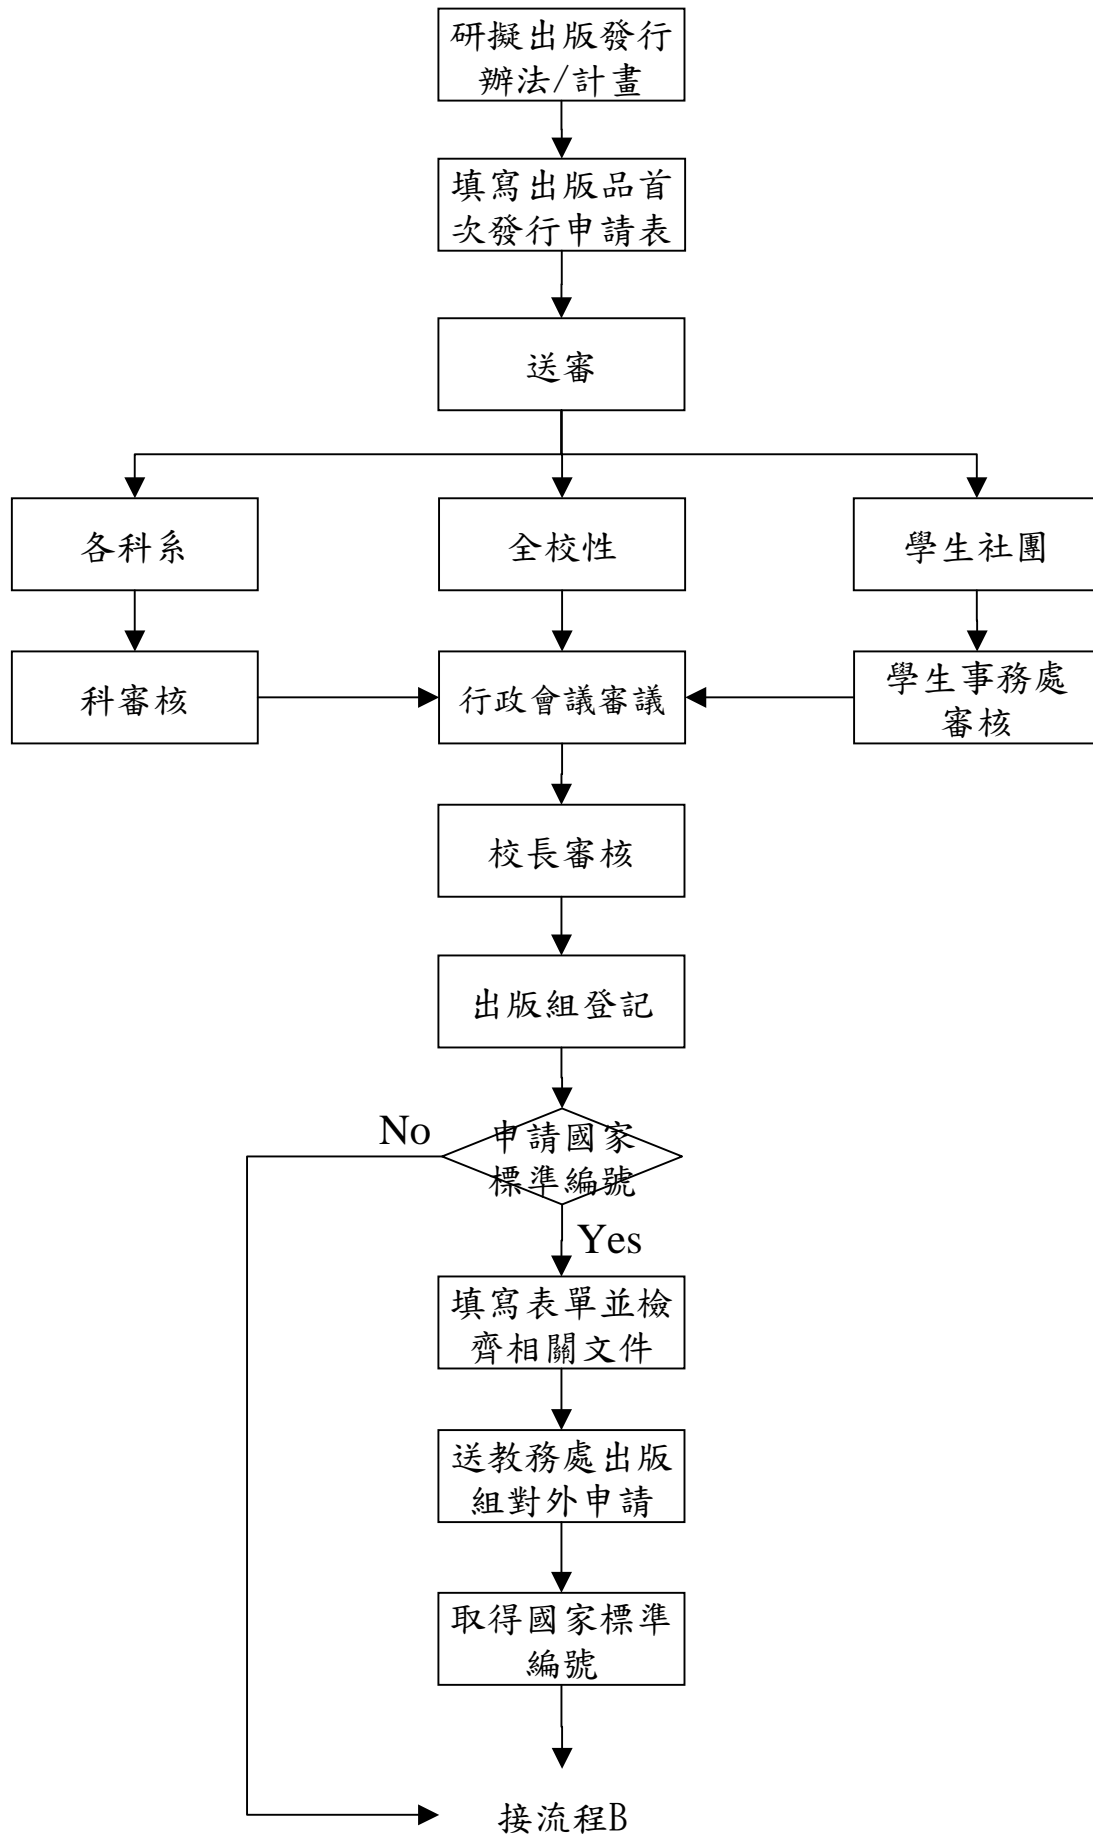 研擬出版發行
辦法/計畫
填寫出版品首
次發行申請表
送審
各科系
全校性
學生社團
科審核
行政會議審議
學生事務處
審核
校長審核
出版組登記
No
申請國家
標準編號
Yes
填寫表單並檢
齊相關文件
送教務處出版
組對外申請
取得國家標準
編號
接流程B